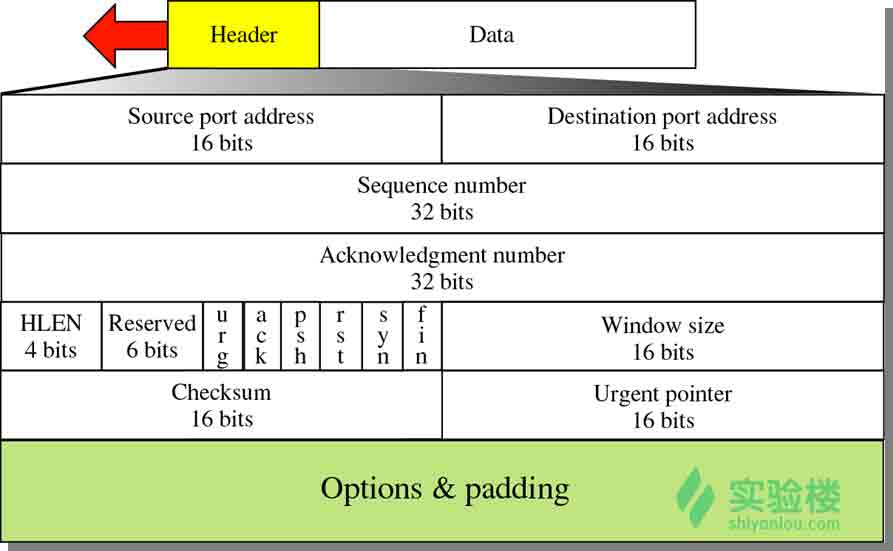 Header
Data
Source port address
16 bits
Destination port address
16 bits
Sequence number
32 bits
Acknowledgment number
32 bits
HLEN
4 bits
Reserved
6 bits
urg
ack
psh
rst
syn
fin
Window size
16 bits
Checksum
16 bits
Urgent pointer
16 bits
Options & padding
实验楼
shiyanlou.com